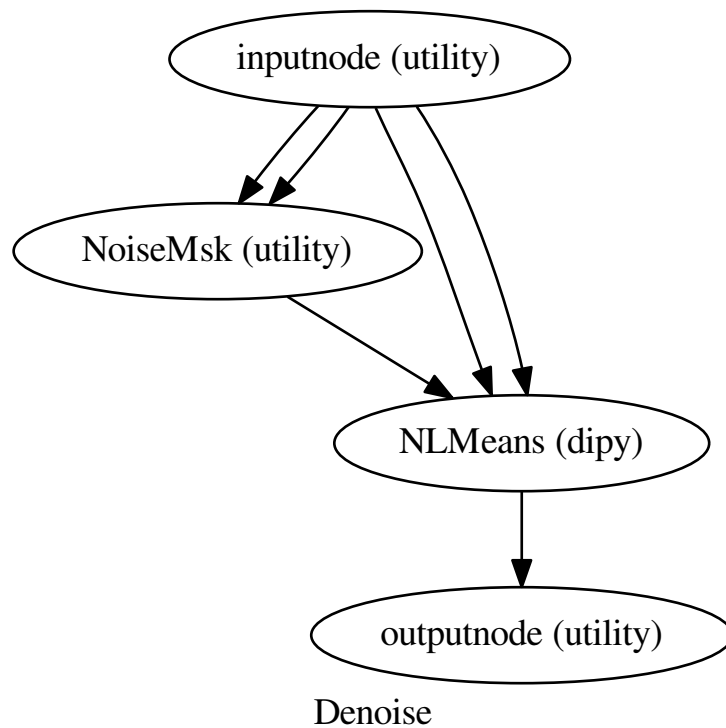 inputnode (utility)
NoiseMsk (utility)
NLMeans (dipy)
outputnode (utility)
Denoise